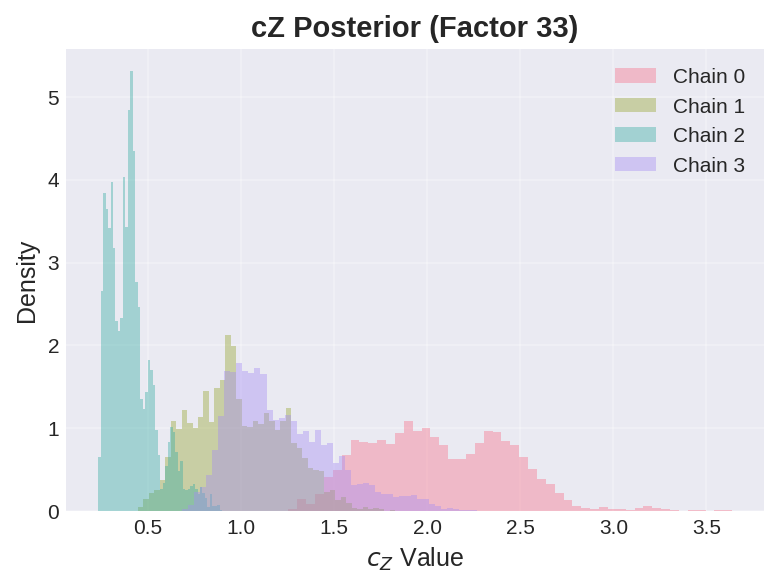 cZ Posterior (Factor 33)
Chain 0
Chain 1
Chain 2
Chain 3
Density
5
4
3
2
1
0
0.5 1.0 1.5 2.0 2.5 3.0 3.5
cZ Value